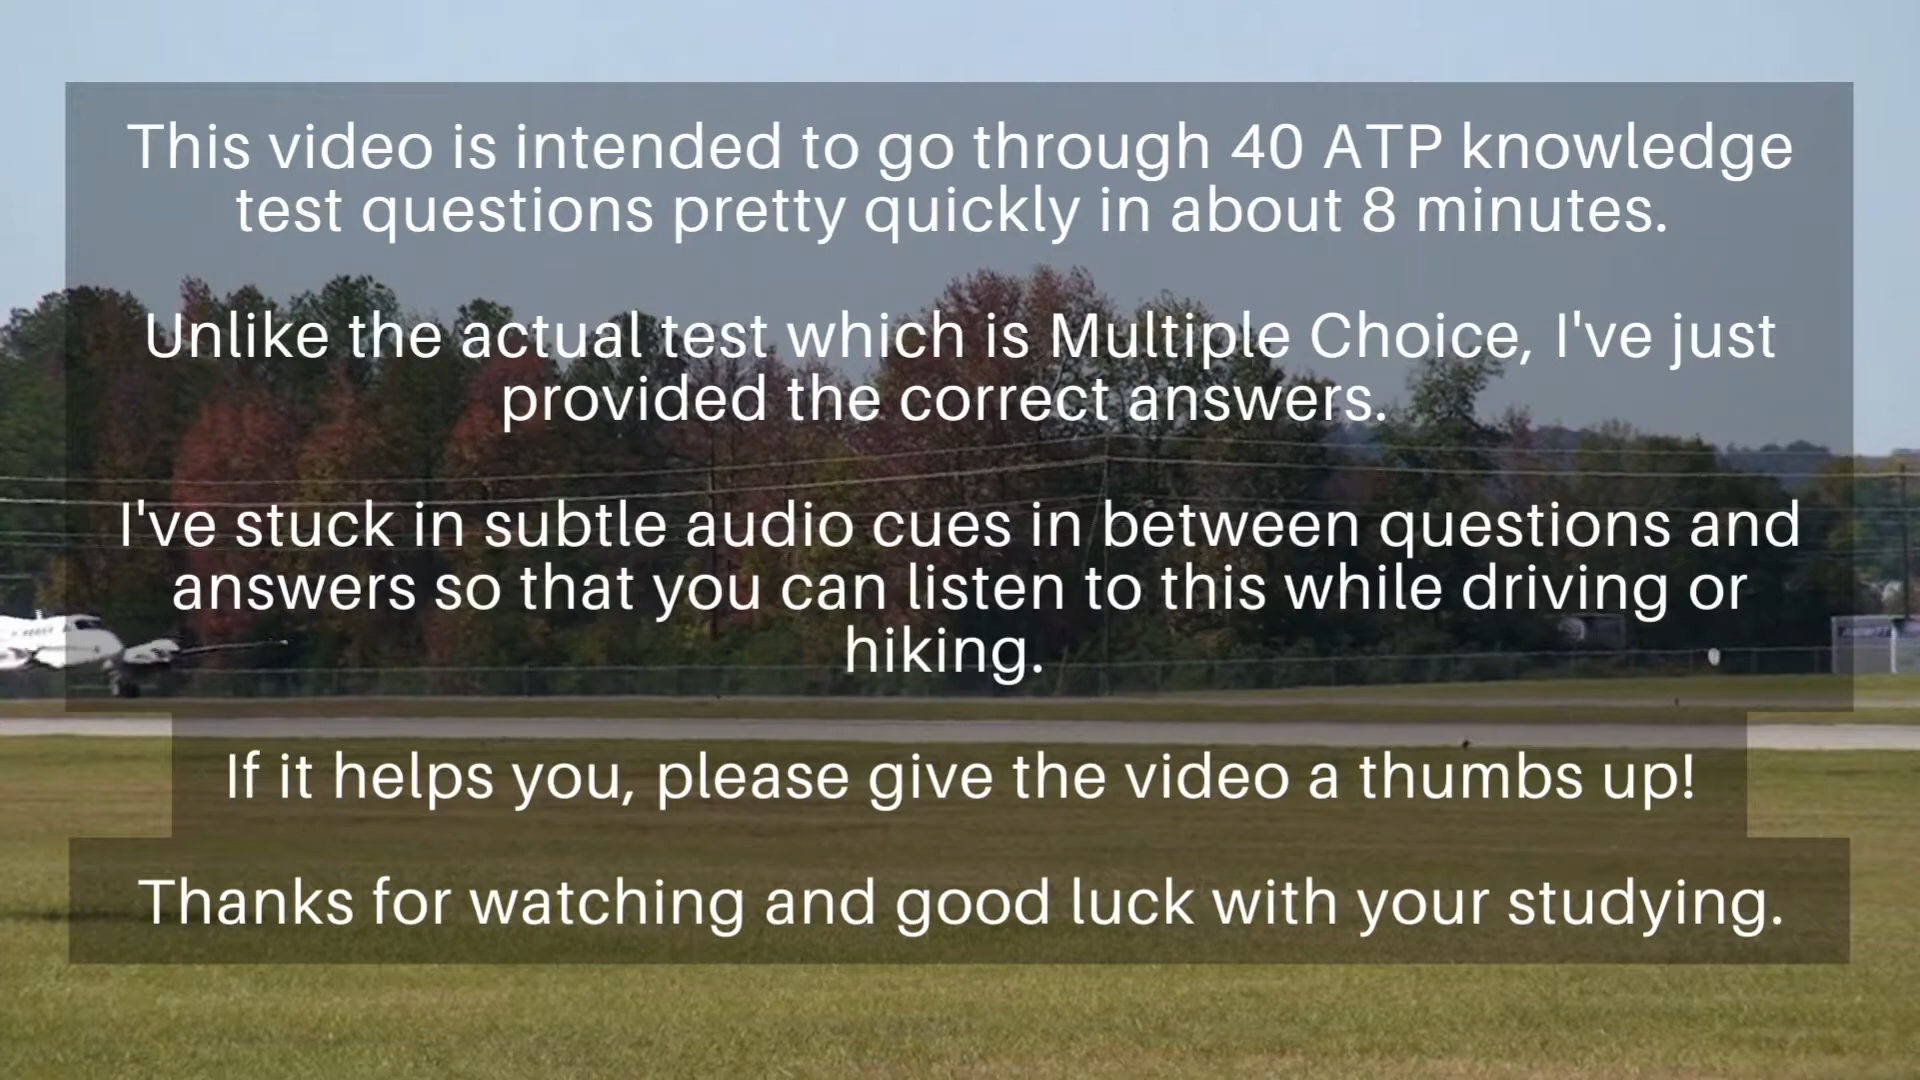 This video is intended to go through 40 ATP knowledge
test questions pretty quickly in about 8 minutes.
Unlike the actual test which is Multiple Choice, I've just
provided the correct answers.
I've stuck in subtle audio cues in between questions and
answers so that you can listen to this while driving or
hiking.
If it helps you, please give the video a thumbs up!
Thanks for watching and good luck with your studying.